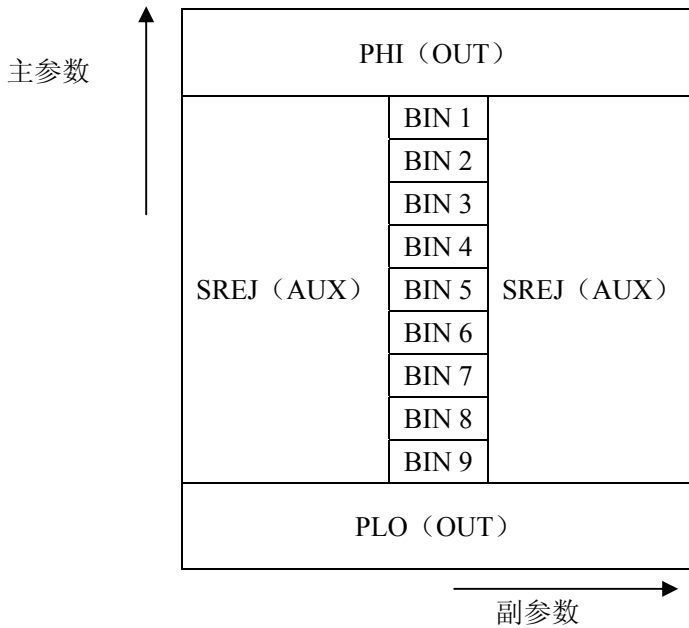 主参数
PHI（OUT）
BIN 1
BIN 2
BIN 3
BIN 4
SREJ（AUX）
BIN 5
SREJ（AUX）
BIN 6
BIN 7
BIN 8
BIN 9
PLO（OUT）
副参数